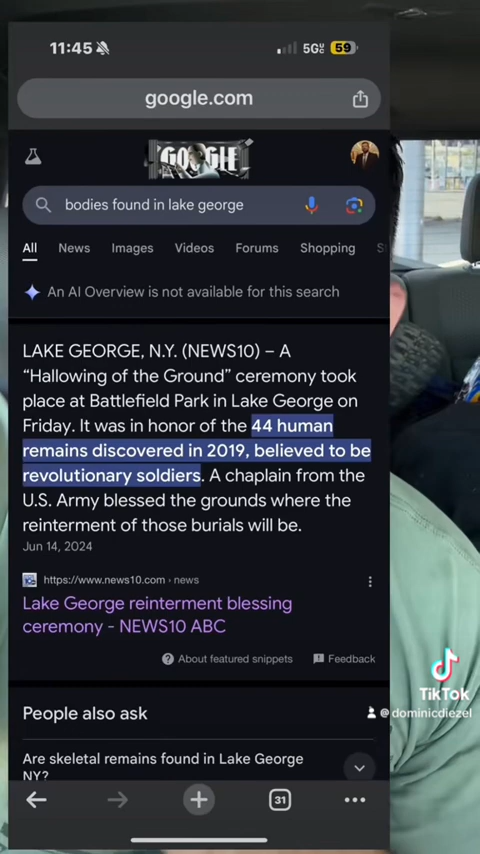 11:45
5G
59
google.com
GOOGLE
bodies found in lake george
All News Images Videos Forums Shopping
An AI Overview is not available for this search
LAKE GEORGE, N.Y. (NEWS10) – A
“Hallowing of the Ground” ceremony took
place at Battlefield Park in Lake George on
Friday. It was in honor of the 44 human
remains discovered in 2019, believed to be
revolutionary soldiers. A chaplain from the
U.S. Army blessed the grounds where the
reinterment of those burials will be.
Jun 14, 2024
https://www.news10.com › news
Lake George reinterment blessing
ceremony - NEWS10 ABC
About featured snippets Feedback
TikTok
People also ask
@dominicdiezel
Are skeletal remains found in Lake George
NY?
31